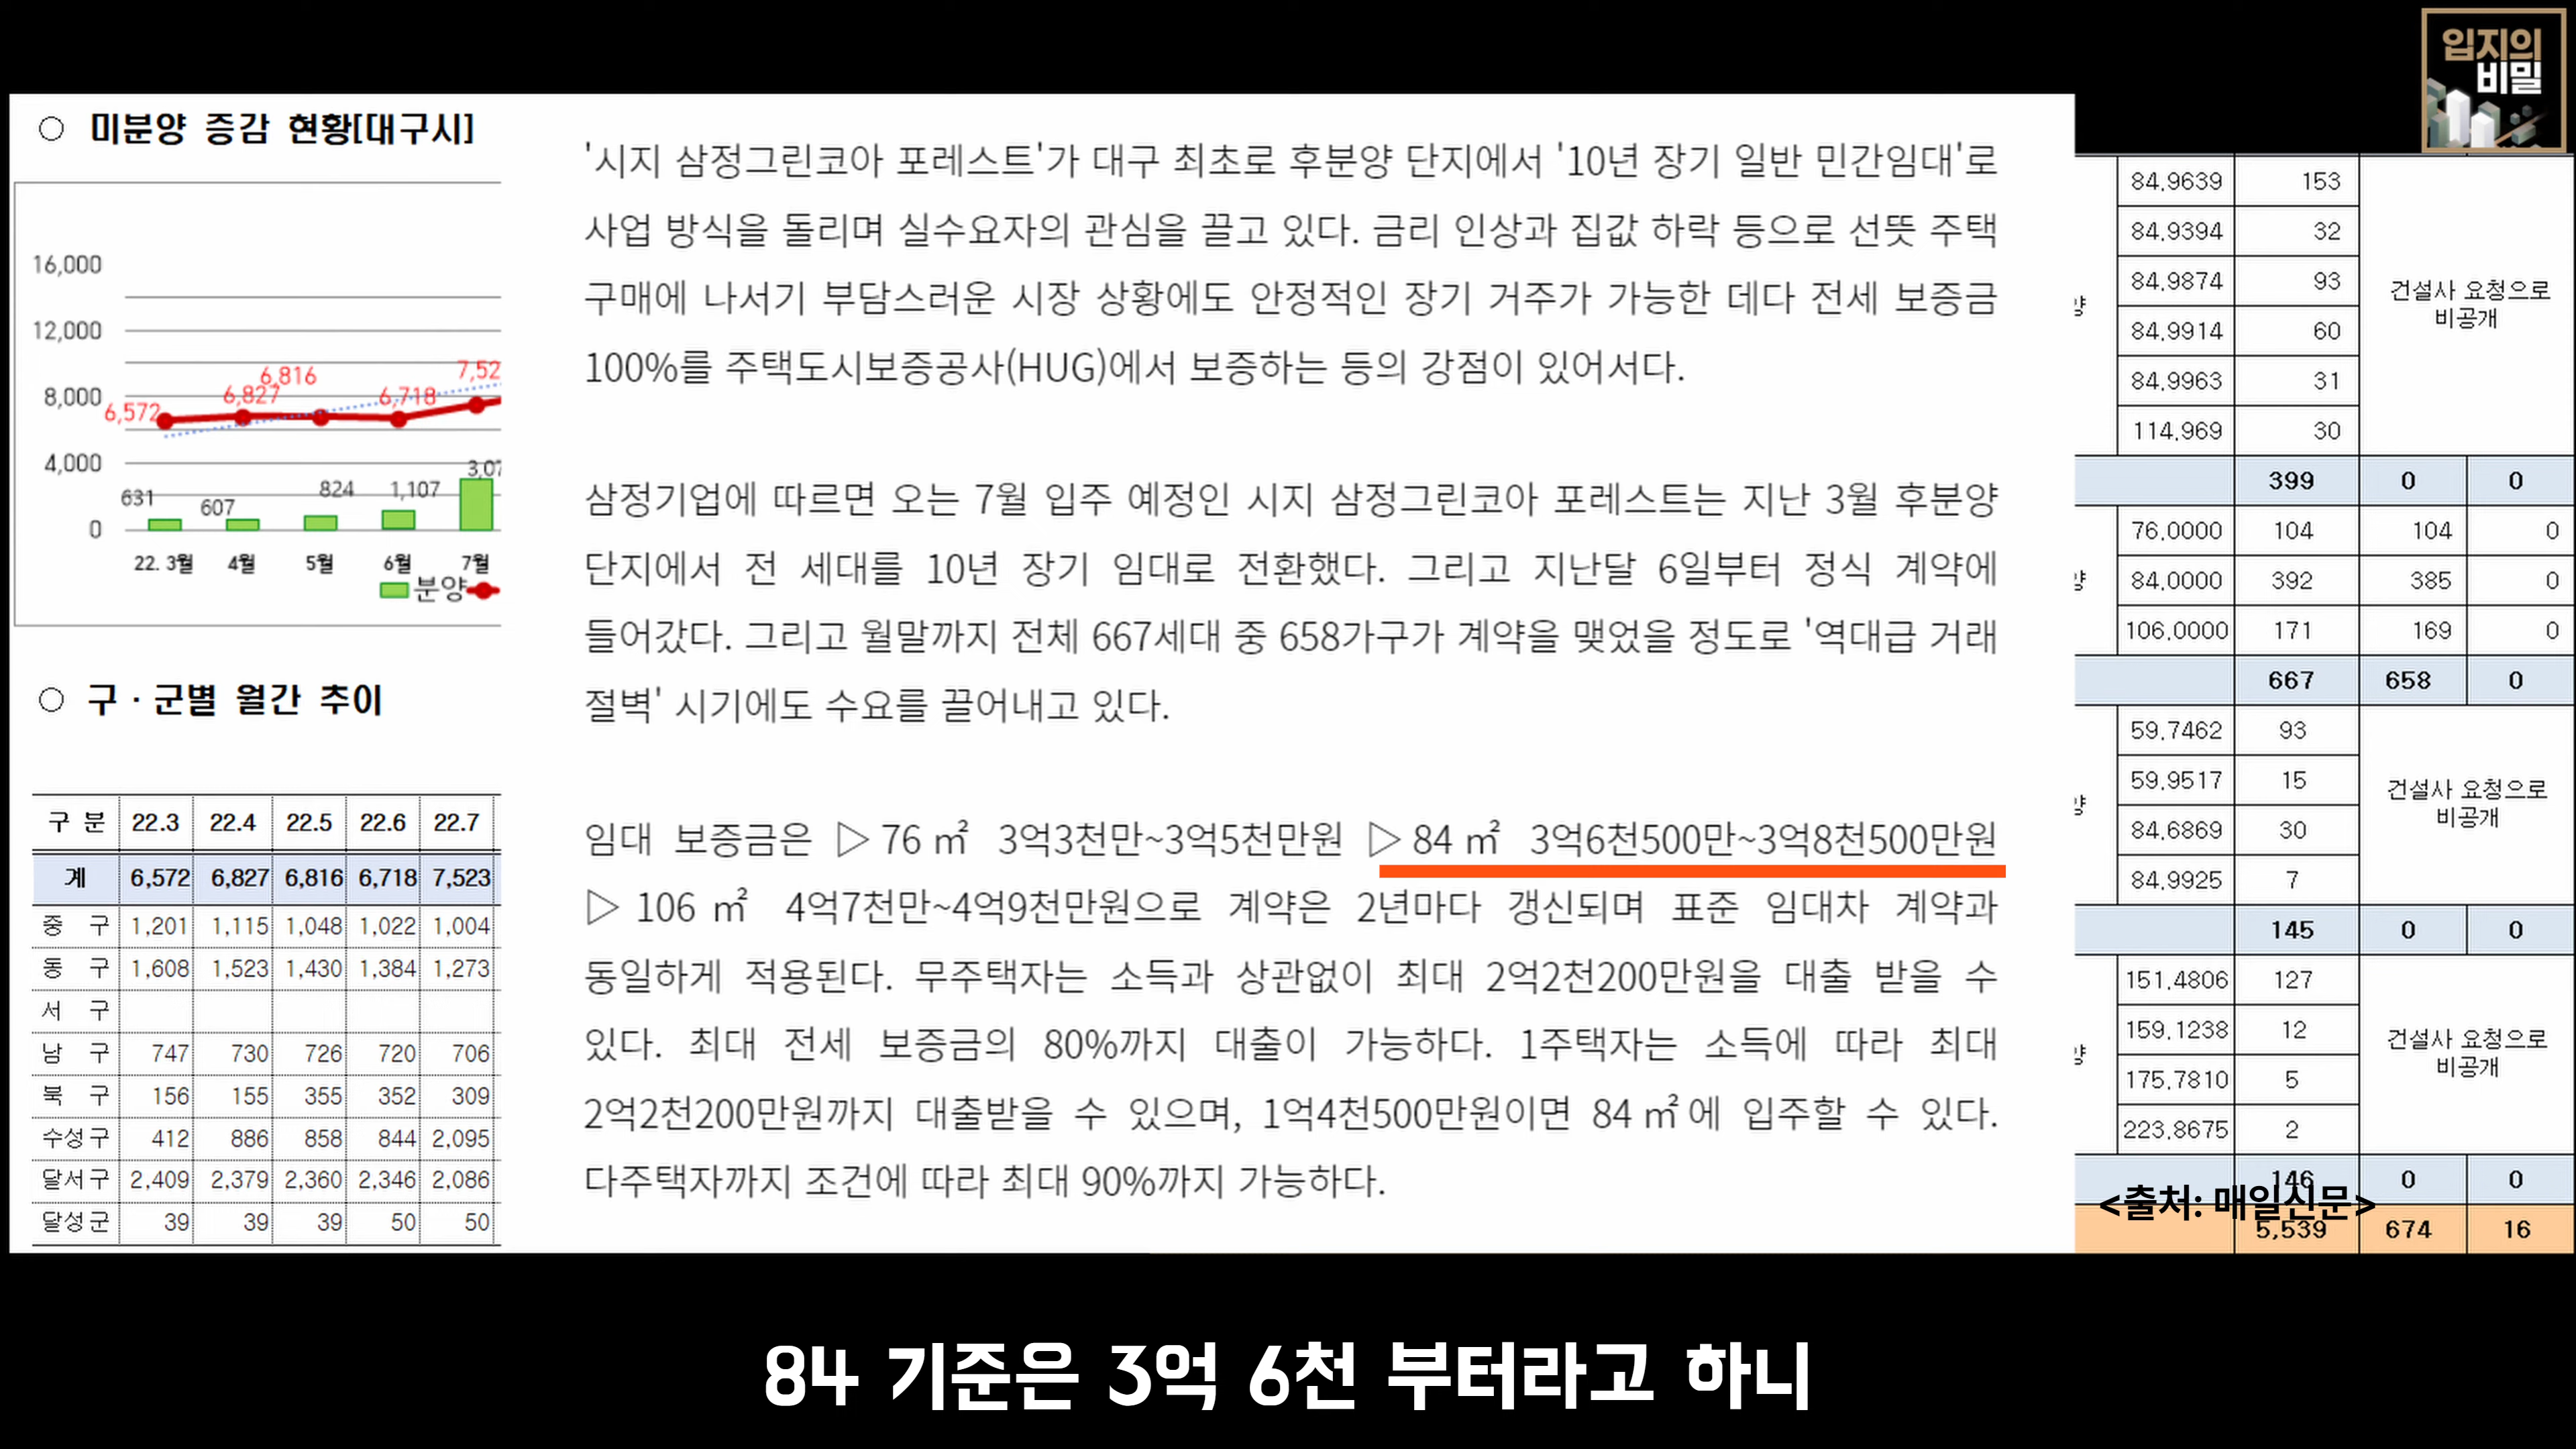 입지의
비밀
○ 미분양 증감 현황[대구시]
16,000
12,000
8,000
4,000
0
6,572
6,827
6,816
6,718
7,52
631
607
824
1,107
3,07
22. 3월 4월 5월 6월 7월
분양
○ 구·군별 월간 추이
구 분 22.3 22.4 22.5 22.6 22.7
계 6,572 6,827 6,816 6,718 7,523
중 구 1,201 1,115 1,048 1,022 1,004
동 구 1,608 1,523 1,430 1,384 1,273
서 구
남 구 747 730 726 720 706
북 구 156 155 355 352 309
수성구 412 886 858 844 2,095
달서구 2,409 2,379 2,360 2,346 2,086
달성군 39 39 39 50 50
'시지 삼정그린코아 포레스트'가 대구 최초로 후분양 단지에서 '10년 장기 일반 민간임대'로
사업 방식을 돌리며 실수요자의 관심을 끌고 있다. 금리 인상과 집값 하락 등으로 선뜻 주택
구매에 나서기 부담스러운 시장 상황에도 안정적인 장기 거주가 가능한 데다 전세 보증금
100%를 주택도시보증공사(HUG)에서 보증하는 등의 강점이 있어서다.
삼정기업에 따르면 오는 7월 입주 예정인 시지 삼정그린코아 포레스트는 지난 3월 후분양
단지에서 전 세대를 10년 장기 임대로 전환했다. 그리고 지난달 6일부터 정식 계약에
들어갔다. 그리고 월말까지 전체 667세대 중 658가구가 계약을 맺었을 정도로 '역대급 거래
절벽' 시기에도 수요를 끌어내고 있다.
임대 보증금은 ▷76㎡ 3억3천만~3억5천만원 ▷84㎡ 3억6천500만~3억8천500만원
▷106㎡ 4억7천만~4억9천만원으로 계약은 2년마다 갱신되며 표준 임대차 계약과
동일하게 적용된다. 무주택자는 소득과 상관없이 최대 2억2천200만원을 대출 받을 수
있다. 최대 전세 보증금의 80%까지 대출이 가능하다. 1주택자는 소득에 따라 최대
2억2천200만원까지 대출받을 수 있으며, 1억4천500만원이면 84㎡에 입주할 수 있다.
다주택자까지 조건에 따라 최대 90%까지 가능하다.
84.9639 153
84.9394 32
84.9874 93
84.9914 60
84.9963 31
114.969 30
건설사 요청으로
비공개
399 0 0
76.0000 104 104 0
84.0000 392 385 0
106.0000 171 169 0
667 658 0
59.7462 93
59.9517 15
84.6869 30
84.9925 7
건설사 요청으로
비공개
145 0 0
151.4806 127
159.1238 12
175.7810 5
223.8675 2
건설사 요청으로
비공개
146 0 0
<출처: 매일신문>
5,539 674 16
84 기준은 3억 6천 부터라고 하니